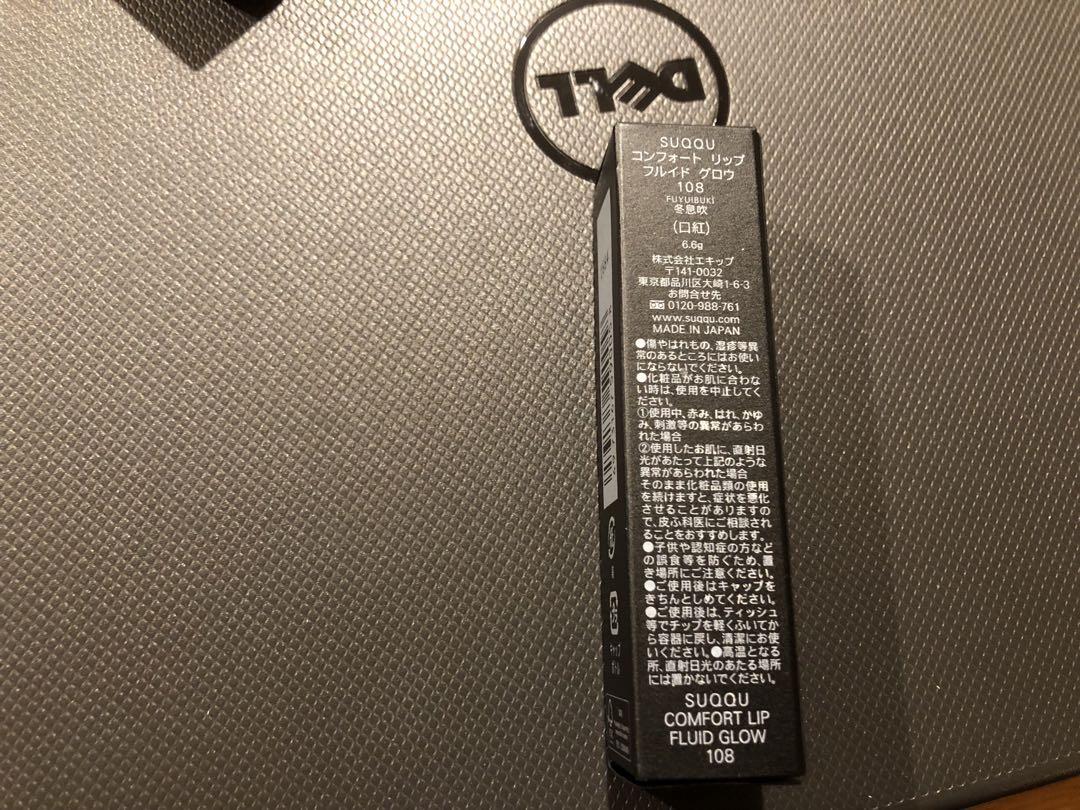 DELL
SUQQU
コンフォート リップ
フルイド グロウ
108
FUYUIBUKI
冬息吹
(口紅)
6.6g
株式会社エキップ
〒141-0032
東京都品川区大崎1-6-3
お問合せ先
0120-988-761
www.suqqu.com
MADE IN JAPAN
●傷やはれもの、湿疹等異
常のあるところにはお使い
にならないでください。
●化粧品がお肌に合わな
い時は、使用を中止してく
ださい。
①使用中、赤み、はれ、かゆ
み、刺激等の異常があらわ
れた場合
②使用したお肌に、直射日
光があたって上記のような
異常があらわれた場合
そのまま化粧品類の使用
を続けますと、症状を悪化
させることがありますの
で、皮ふ科医にご相談され
ることをおすすめします。
●子供や認知症の方など
の誤食等を防ぐため、置
き場所にご注意ください。
●ご使用後はキャップを
きちんとしめてください。
●ご使用後は、ティッシュ
等でチップを軽くふいてか
ら容器に戻し、清潔にお使
いください。●高温となる
所、直射日光のあたる場所
には置かないでください。
SUQQU
COMFORT LIP
FLUID GLOW
108
キャップ
ボトル